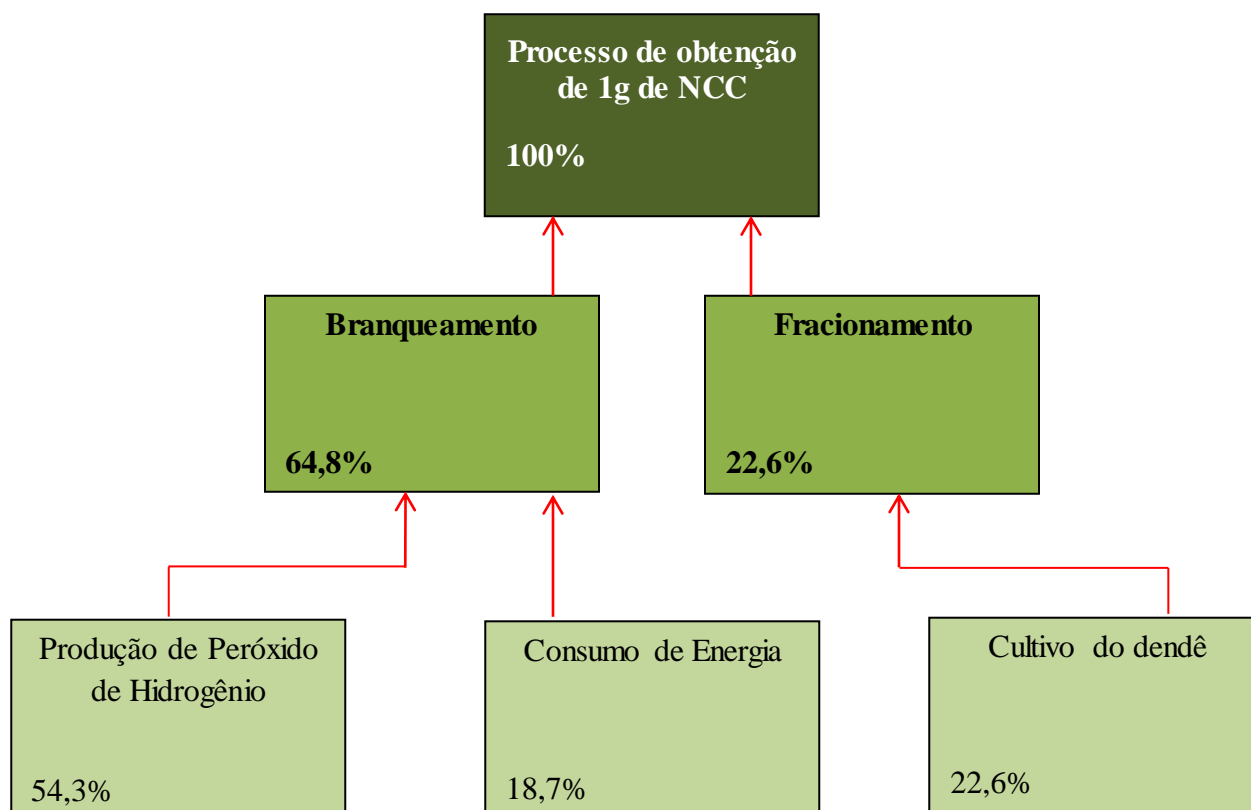 Processo de obtenção
de 1g de NCC
100%
Branqueamento
64,8%
Fracionamento
22,6%
Produção de Peróxido
de Hidrogênio
54,3%
Consumo de Energia
18,7%
Cultivo do dendê
22,6%